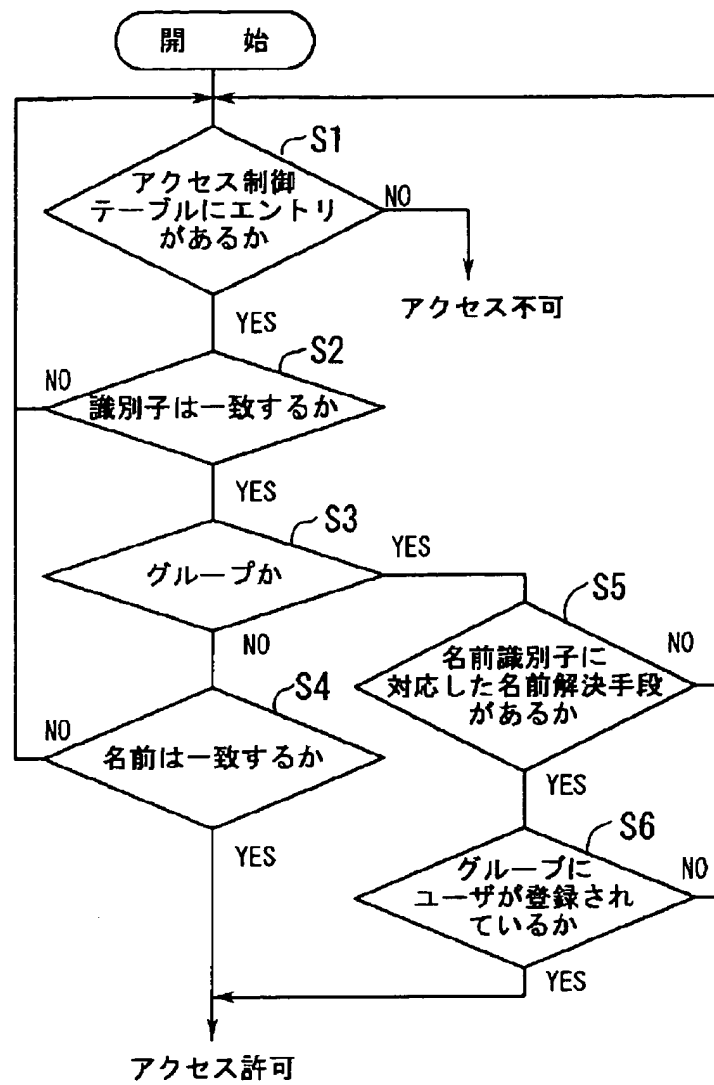 開　始
S1
アクセス制御
テーブルにエントリ
があるか
NO
アクセス不可
YES
S2
NO
識別子は一致するか
YES
S3
YES
グループか
NO
S5
名前識別子に
対応した名前解決手段
があるか
NO
S4
NO
名前は一致するか
YES
YES
S6
グループに
ユーザが登録され
ているか
NO
YES
アクセス許可